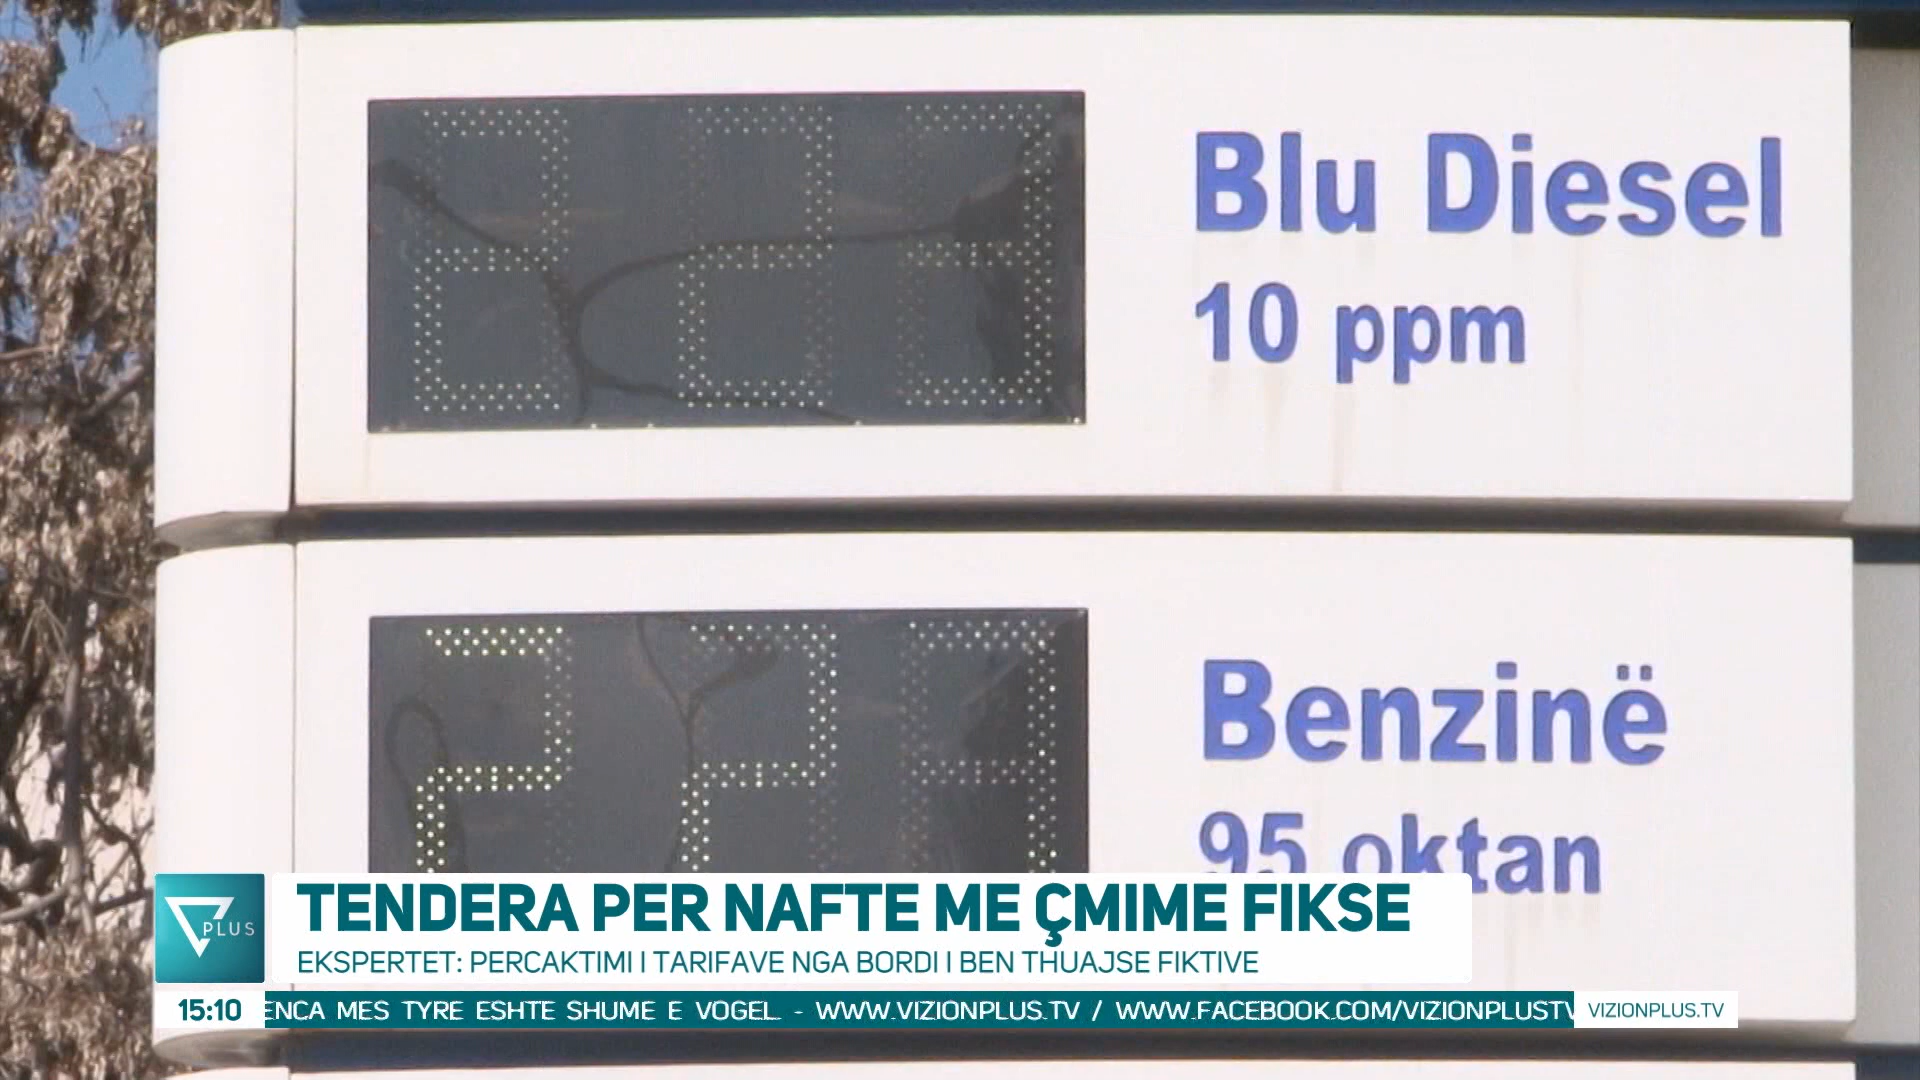 223
Blu Diesel
10 ppm
Benzinë
95 oktan
PLUS
TENDERA PER NAFTE ME ÇMIME FIKSE
EKSPERTET: PERCAKTIMI I TARIFAVE NGA BORDI I BEN THUAJSE FIKTIVE
15:10
MES TYRE ESHTE SHUME E VOGEL - WWW.VIZIONPLUS.TV / WWW.FACEBOOK.COM/VIZIONPLUSTV
VIZIONPLUS.TV